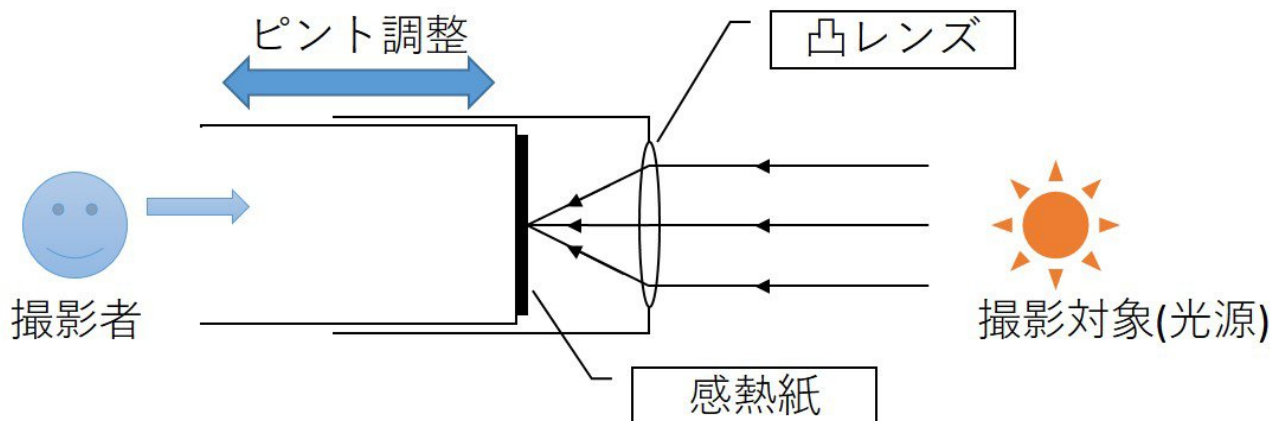 ピント調整
凸レンズ
撮影者
撮影対象(光源)
感熱紙